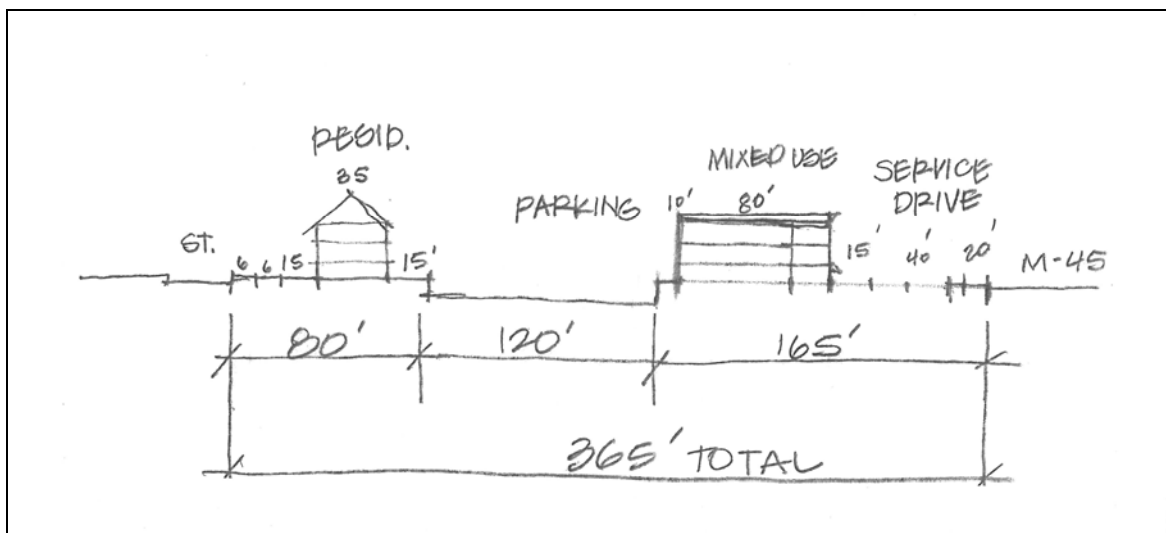 RESID.
35
MIXED USE
SERVICE
DRIVE
PARKING
10'
80'
ST.
6
6
15
15'
15'
40'
20'
M-45
80'
120'
165'
365' TOTAL